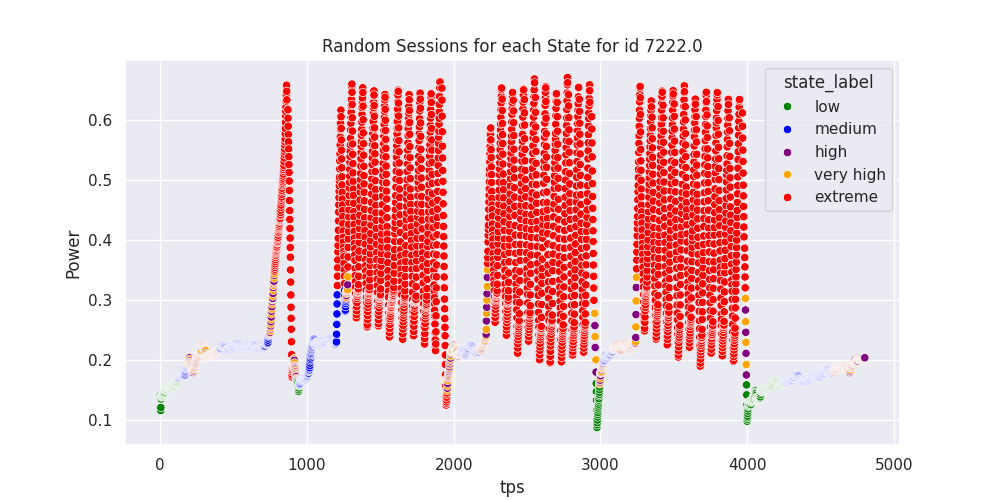 Random Sessions for each State for id 7222.0
state_label
low
medium
high
very high
extreme
Power
0.6
0.5
0.4
0.3
0.2
0.1
0 1000 2000 3000 4000 5000
tps